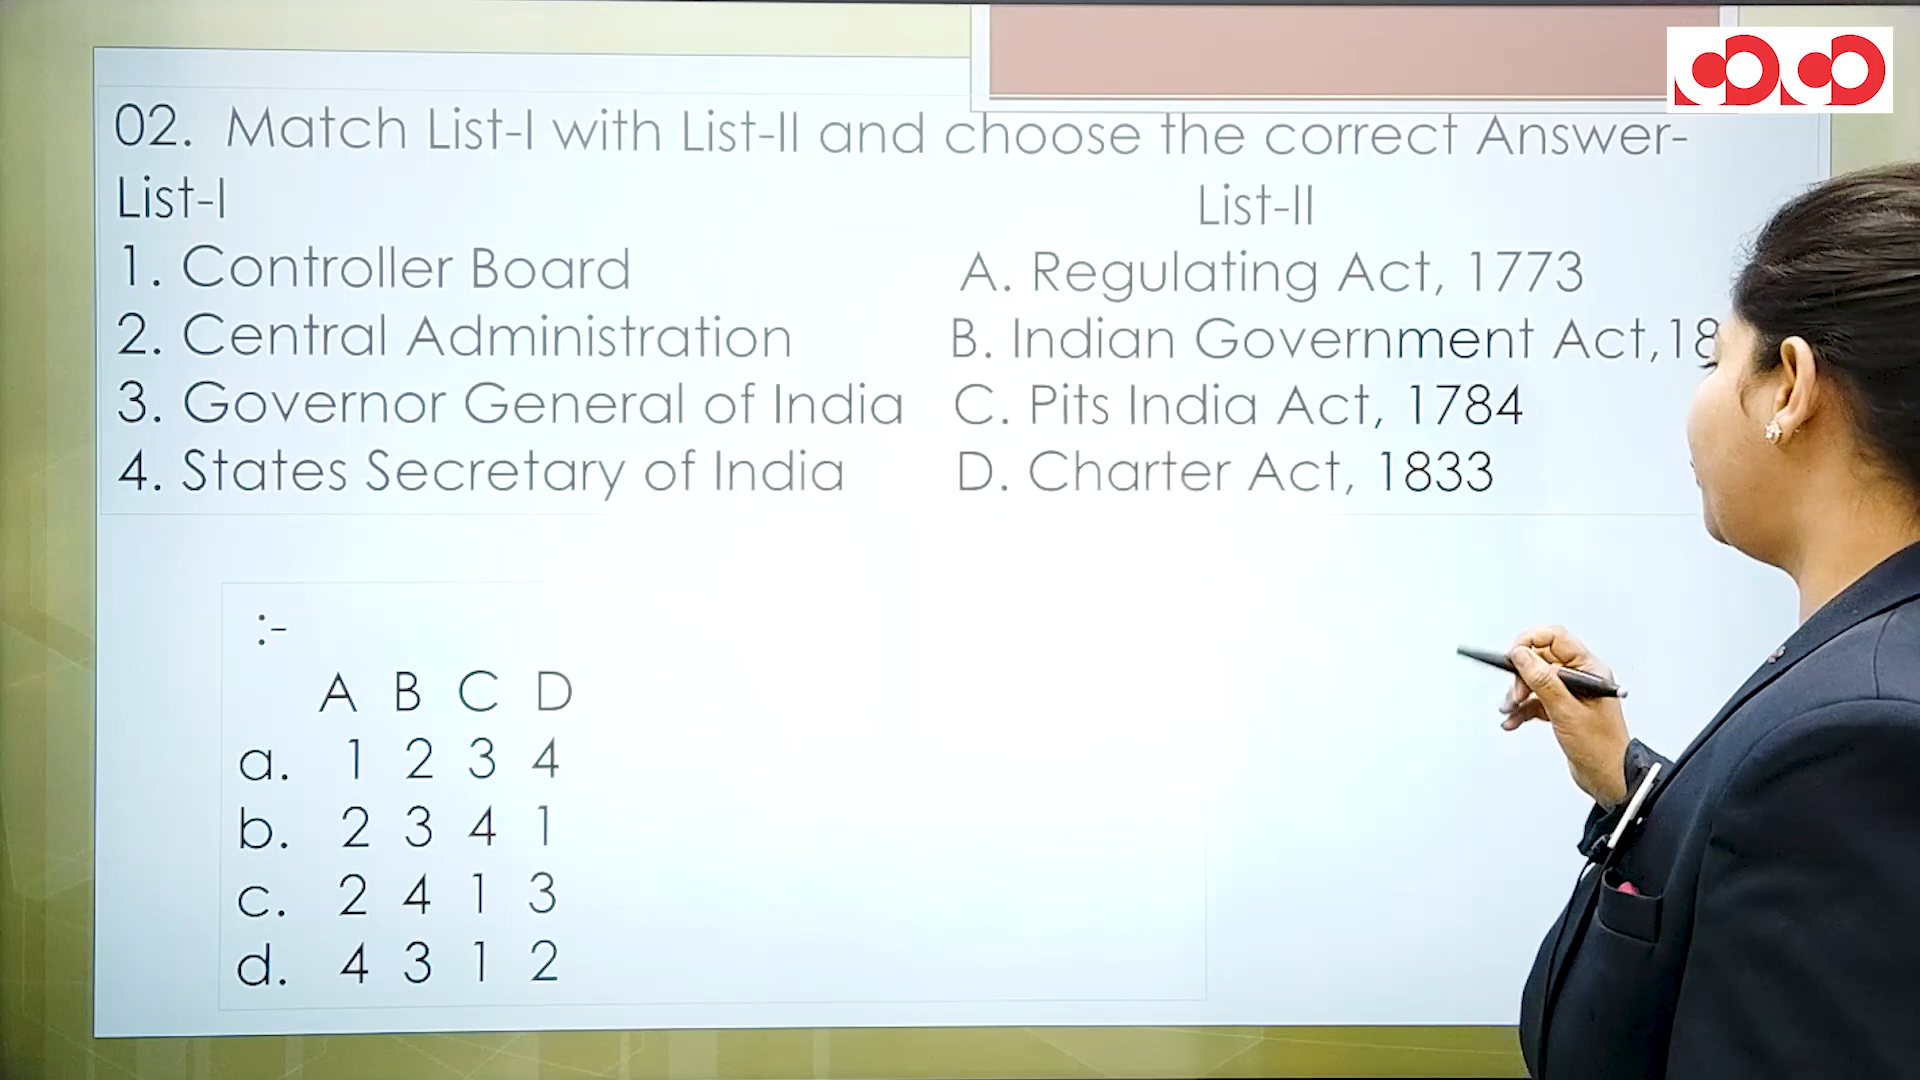 02. Match List-I with List-II and choose the correct Answer-
List-I List-II
1. Controller Board A. Regulating Act, 1773
2. Central Administration B. Indian Government Act,
3. Governor General of India C. Pits India Act, 1784
4. States Secretary of India D. Charter Act, 1833
:-
A B C D
a. 1 2 3 4
b. 2 3 4 1
c. 2 4 1 3
d. 4 3 1 2